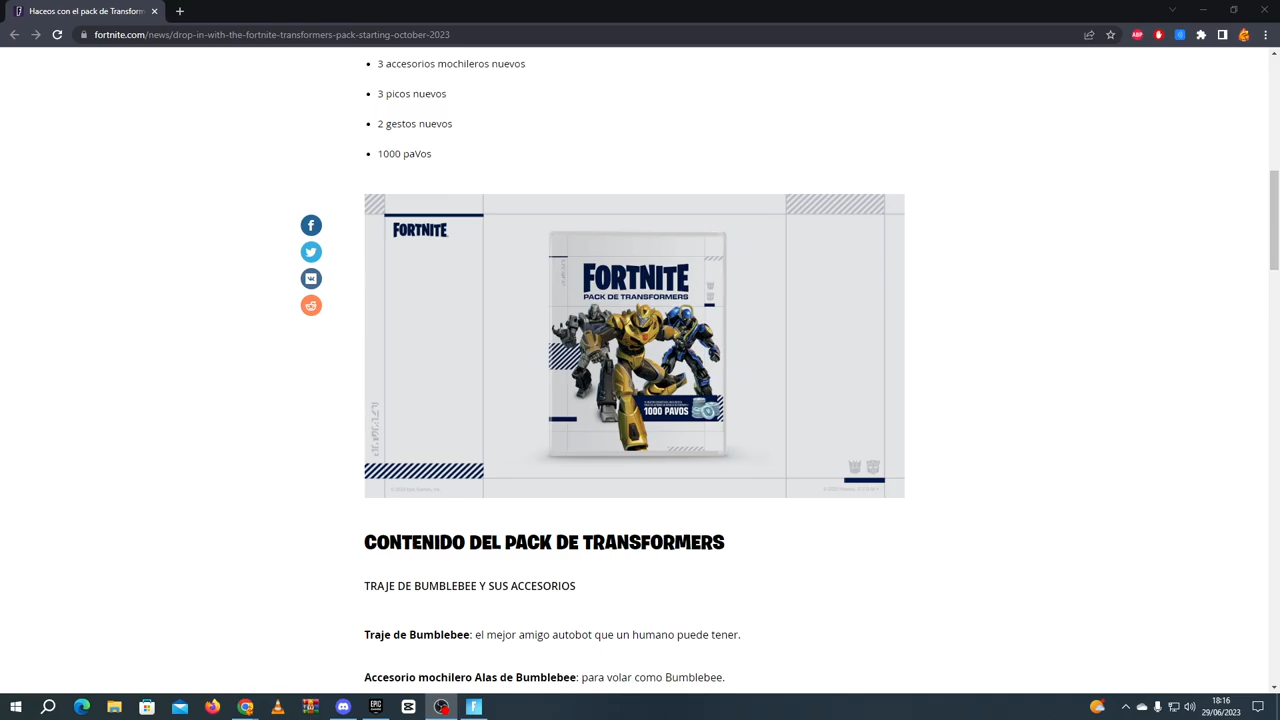 Haceos con el pack de Transform
fortnite.com/news/drop-in-with-the-fortnite-transformers-pack-starting-october-2023
ABP
3 accesorios mochileros nuevos
3 picos nuevos
2 gestos nuevos
1000 paVos
FORTNITE
FORTNITE
PACK DE TRANSFORMERS
1000 PAVOS
CONTENIDO DEL PACK DE TRANSFORMERS
TRAJE DE BUMBLEBEE Y SUS ACCESORIOS
Traje de Bumblebee: el mejor amigo autobot que un humano puede tener.
Accesorio mochilero Alas de Bumblebee: para volar como Bumblebee.
EPIC
18:16
29/06/2023